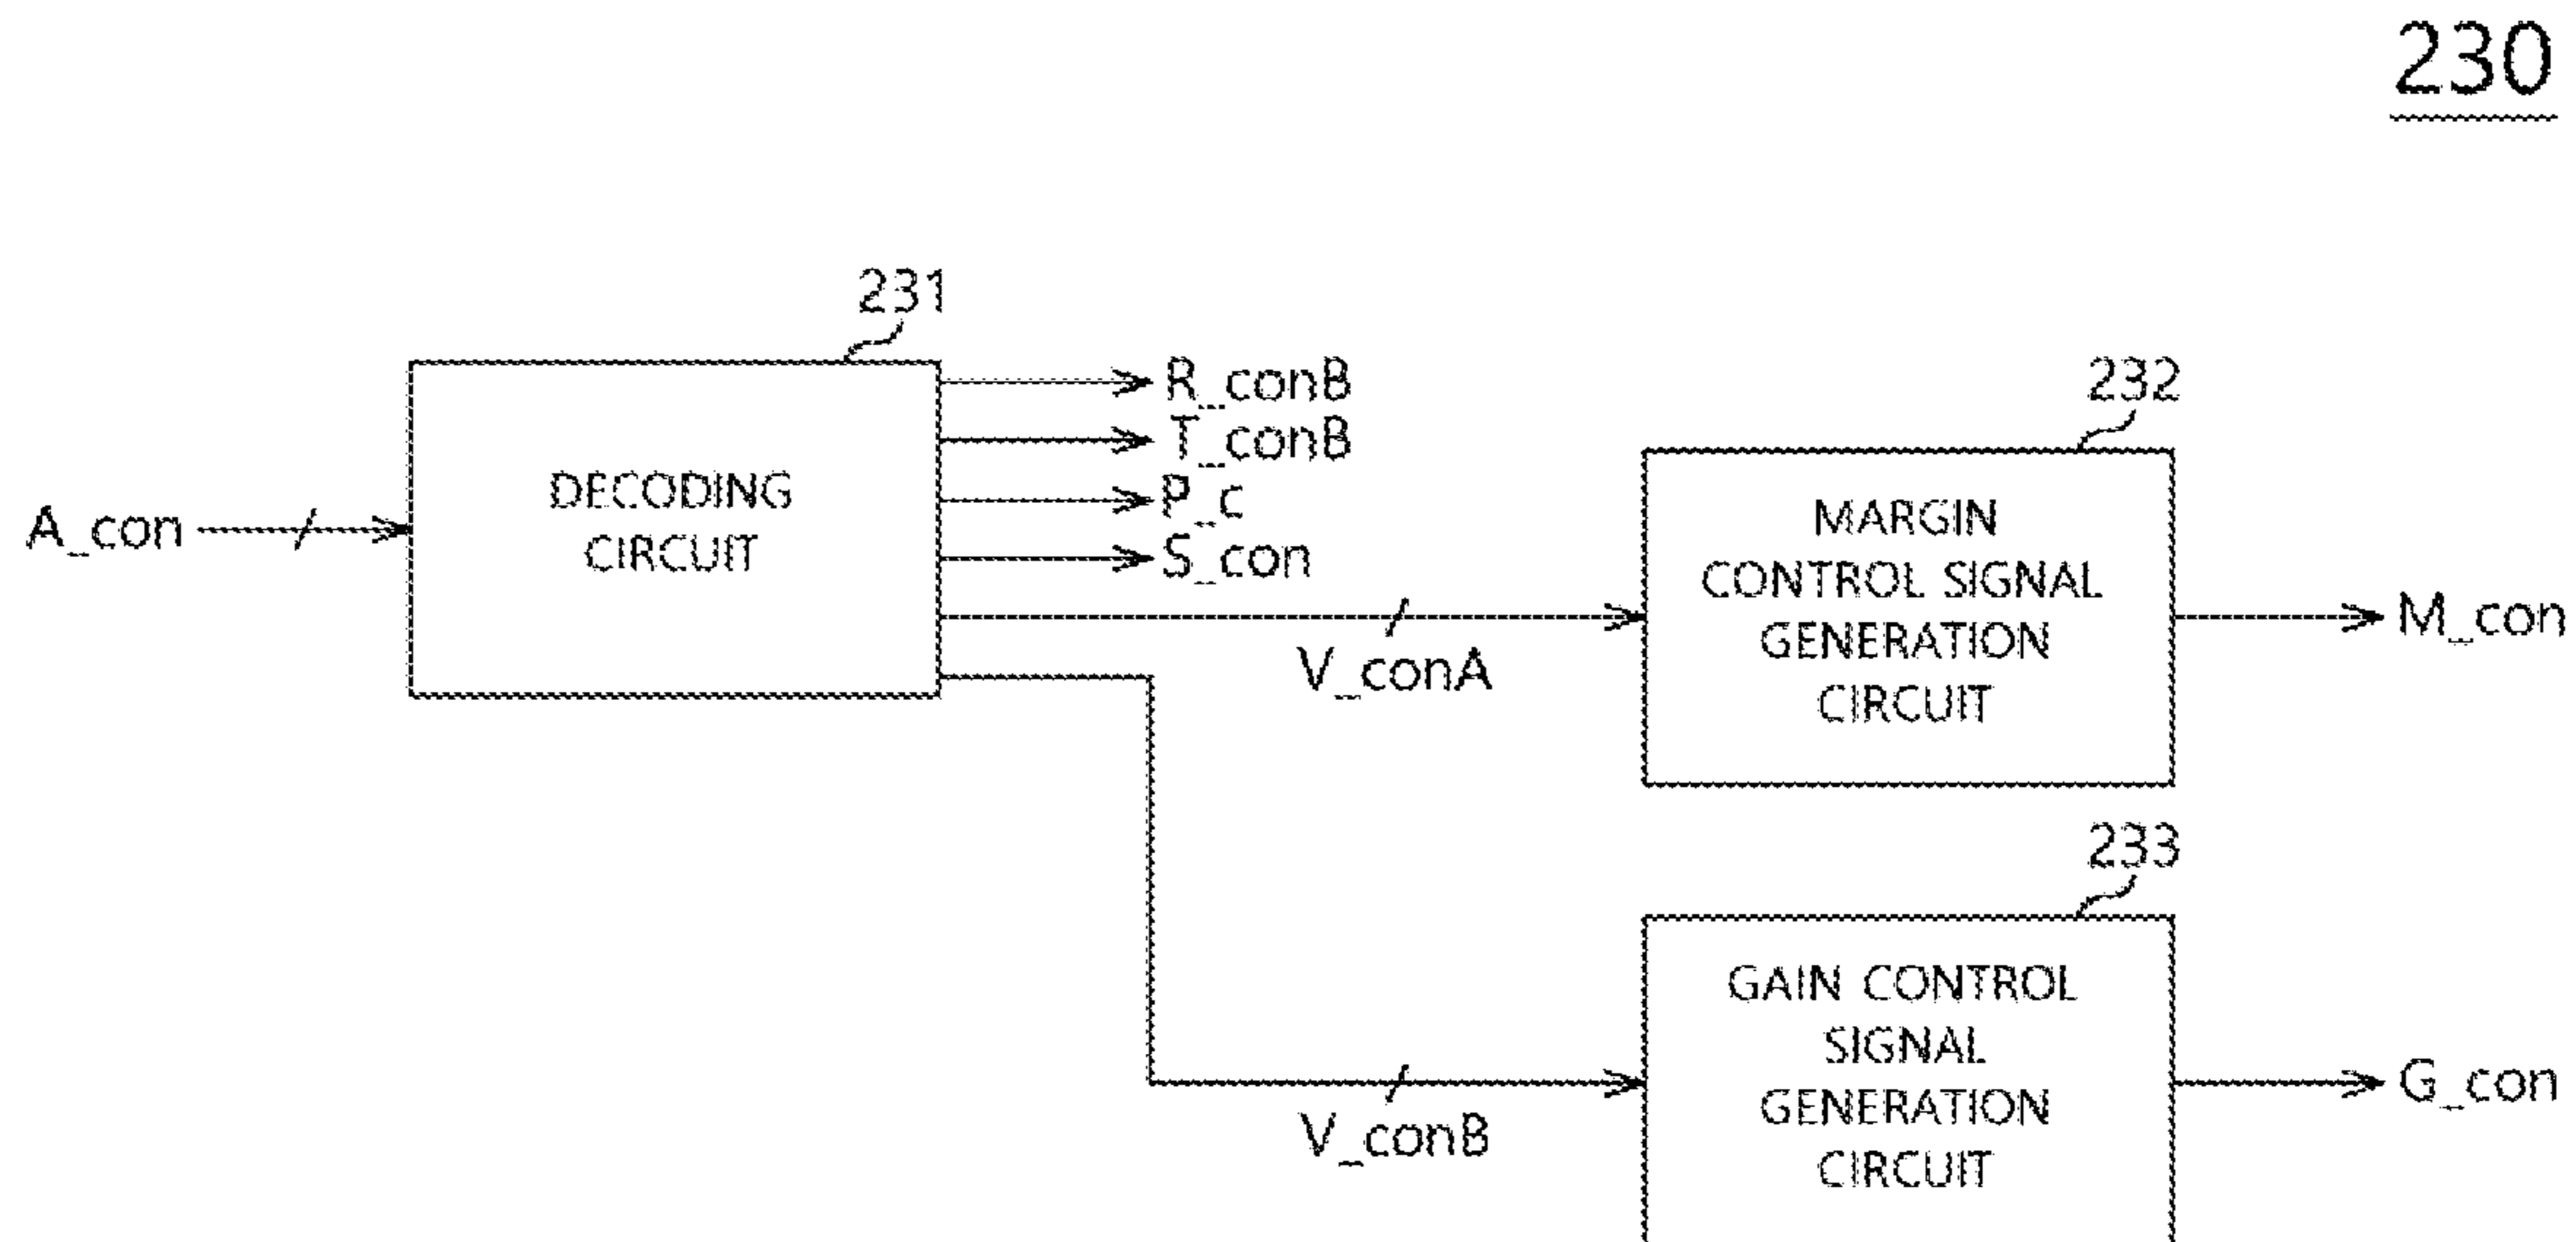 230
231
A_con
DECODING
CIRCUIT
R_conB
T_conB
P_c
S_con
V_conA
232
MARGIN
CONTROL SIGNAL
GENERATION
CIRCUIT
M_con
V_conB
233
GAIN CONTROL
SIGNAL
GENERATION
CIRCUIT
G_con